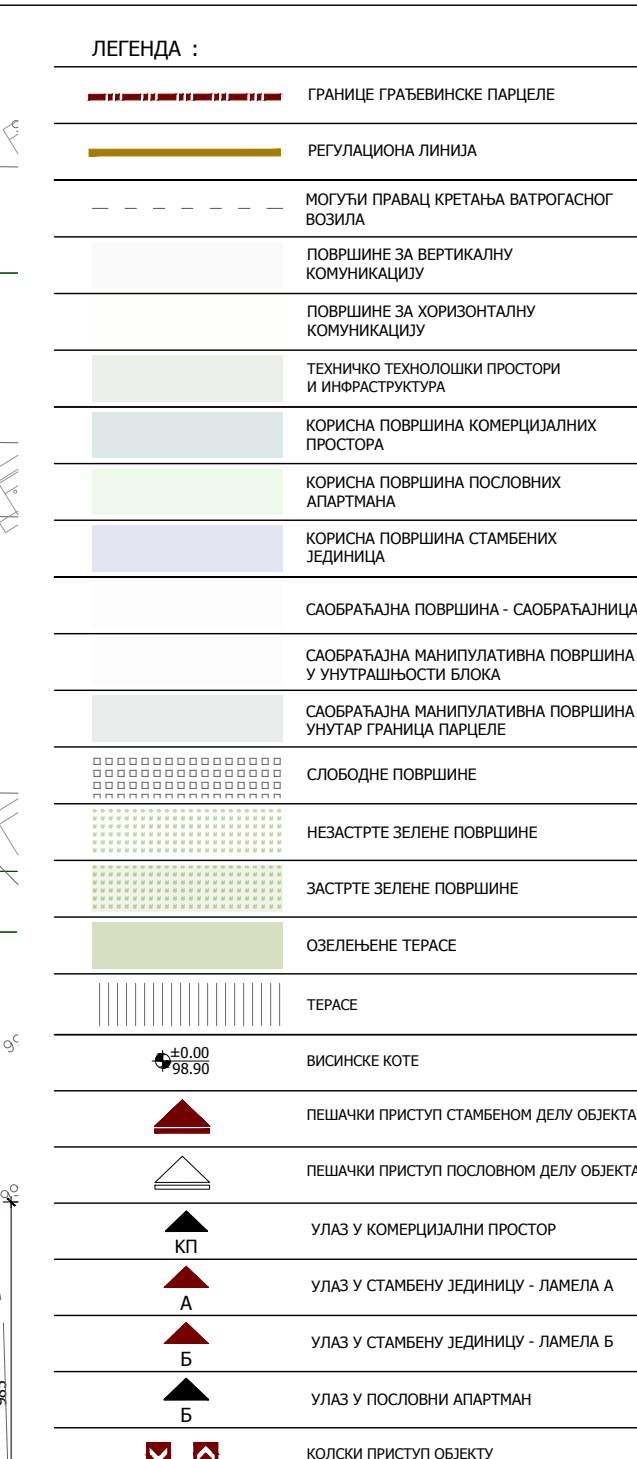 ЛЕГЕНДА :
ГРАНИЦЕ ГРАЂЕВИНСКЕ ПАРЦЕЛЕ
РЕГУЛАЦИОНА ЛИНИЈА
МОГУЋИ ПРАВАЦ КРЕТАЊА ВАТРОГАСНОГ
ВОЗИЛА
ПОВРШИНЕ ЗА ВЕРТИКАЛНУ
КОМУНИКАЦИЈУ
ПОВРШИНЕ ЗА ХОРИЗОНТАЛНУ
КОМУНИКАЦИЈУ
ТЕХНИЧКО ТЕХНОЛОШКИ ПРОСТОРИ
И ИНФРАСТРУКТУРА
КОРИСНА ПОВРШИНА КОМЕРЦИЈАЛНИХ
ПРОСТОРА
КОРИСНА ПОВРШИНА ПОСЛОВНИХ
АПАРТМАНА
КОРИСНА ПОВРШИНА СТАМБЕНИХ
ЈЕДИНИЦА
САОБРАЋАЈНА ПОВРШИНА - САОБРАЋАЈНИЦА
САОБРАЋАЈНА МАНИПУЛАТИВНА ПОВРШИНА
У УНУТРАШЊОСТИ БЛОКА
САОБРАЋАЈНА МАНИПУЛАТИВНА ПОВРШИНА
УНУТАР ГРАНИЦА ПАРЦЕЛЕ
СЛОБОДНЕ ПОВРШИНЕ
НЕЗАСТРТЕ ЗЕЛЕНЕ ПОВРШИНЕ
ЗАСТРТЕ ЗЕЛЕНЕ ПОВРШИНЕ
ОЗЕЛЕЊЕНЕ ТЕРАСЕ
ТЕРАСЕ
±0.00
98.90
ВИСИНСКЕ КОТЕ
ПЕШАЧКИ ПРИСТУП СТАМБЕНОМ ДЕЛУ ОБЈЕКТА
ПЕШАЧКИ ПРИСТУП ПОСЛОВНОМ ДЕЛУ ОБЈЕКТА
КП
УЛАЗ У КОМЕРЦИЈАЛНИ ПРОСТОР
А
УЛАЗ У СТАМБЕНУ ЈЕДИНИЦУ - ЛАМЕЛА А
Б
УЛАЗ У СТАМБЕНУ ЈЕДИНИЦУ - ЛАМЕЛА Б
Б
УЛАЗ У ПОСЛОВНИ АПАРТМАН
КОЛСКИ ПРИСТУП ОБЈЕКТУ